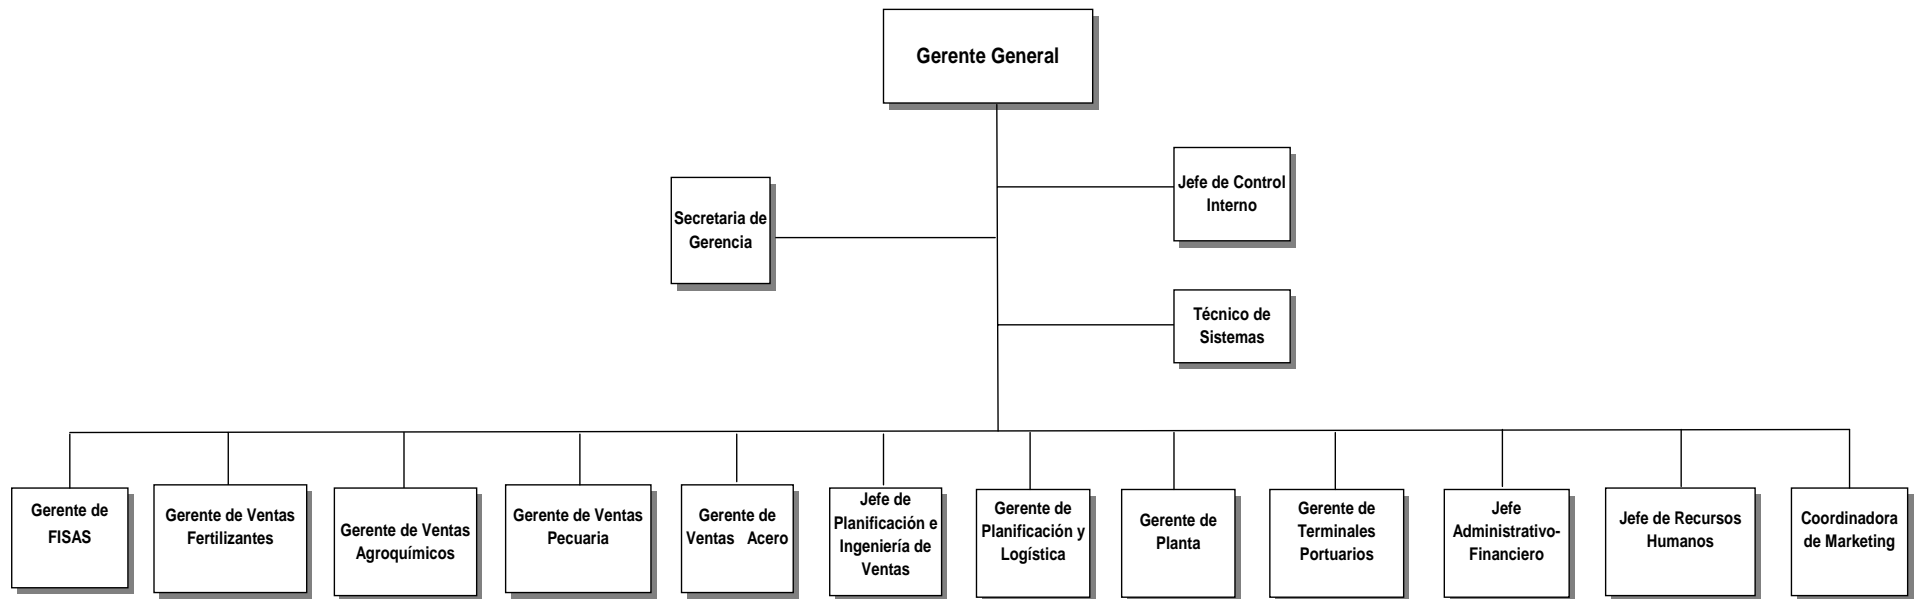 Gerente General
Jefe de Control
Interno
Secretaria de
Gerencia
Técnico de
Sistemas
Gerente de
FISAS
Gerente de Ventas
Fertilizantes
Gerente de Ventas
Agroquímicos
Gerente de Ventas
Pecuaria
Gerente de
Ventas Acero
Jefe de
Planificación e
Ingeniería de
Ventas
Gerente de
Planificación y
Logística
Gerente de
Planta
Gerente de
Terminales
Portuarios
Jefe
Administrativo-
Financiero
Jefe de Recursos
Humanos
Coordinadora
de Marketing